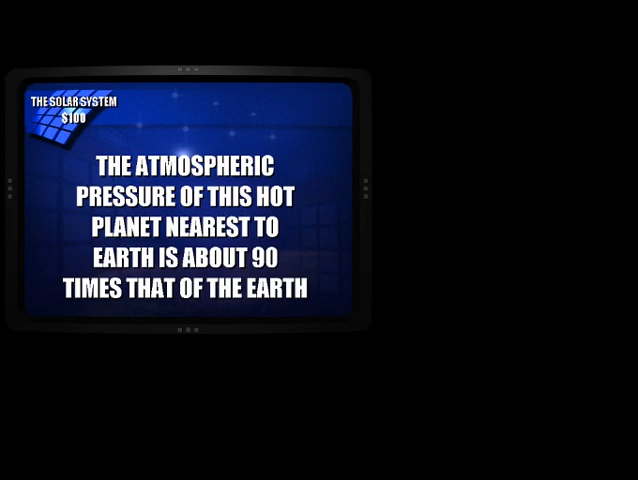 THE SOLAR SYSTEM
$100
THE ATMOSPHERIC
PRESSURE OF THIS HOT
PLANET NEAREST TO
EARTH IS ABOUT 90
TIMES THAT OF THE EARTH